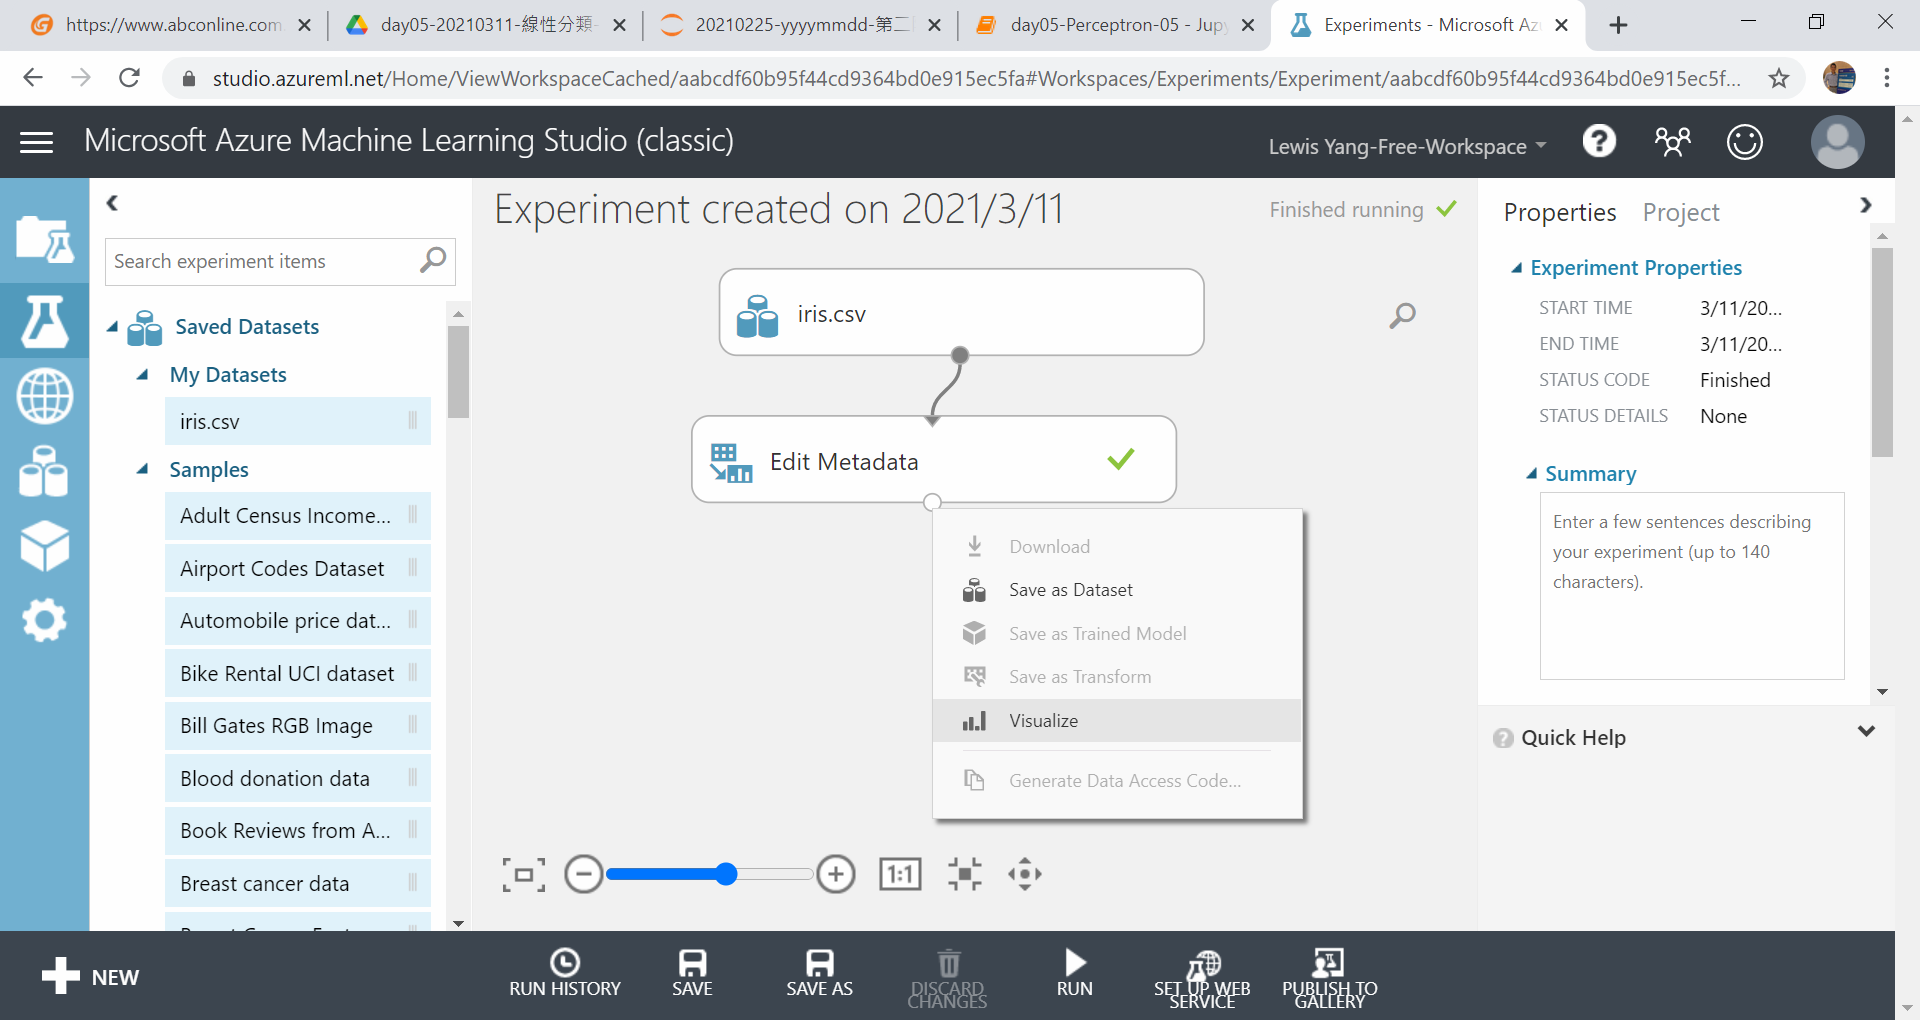 https://www.abconline.com.
day05-20210311-線性分類-
20210225-yyyymmdd-第二
day05-Perceptron-05 - Jupy
Experiments - Microsoft Az
studio.azureml.net/Home/ViewWorkspaceCached/aabcdf60b95f44cd9364bd0e915ec5fa#Workspaces/Experiments/Experiment/aabcdf60b95f44cd9364bd0e915ec5f...
Microsoft Azure Machine Learning Studio (classic)
Lewis Yang-Free-Workspace
?
Search experiment items
Saved Datasets
My Datasets
iris.csv
Samples
Adult Census Income...
Airport Codes Dataset
Automobile price dat...
Bike Rental UCI dataset
Bill Gates RGB Image
Blood donation data
Book Reviews from A...
Breast cancer data
Experiment created on 2021/3/11
Finished running
iris.csv
Edit Metadata
Download
Save as Dataset
Save as Trained Model
Save as Transform
Visualize
Generate Data Access Code...
1:1
Properties
Project
Experiment Properties
START TIME 3/11/20...
END TIME 3/11/20...
STATUS CODE Finished
STATUS DETAILS None
Summary
Enter a few sentences describing
your experiment (up to 140
characters).
? Quick Help
NEW
RUN HISTORY
SAVE
SAVE AS
DISCARD
CHANGES
RUN
SET UP WEB
SERVICE
PUBLISH TO
GALLERY